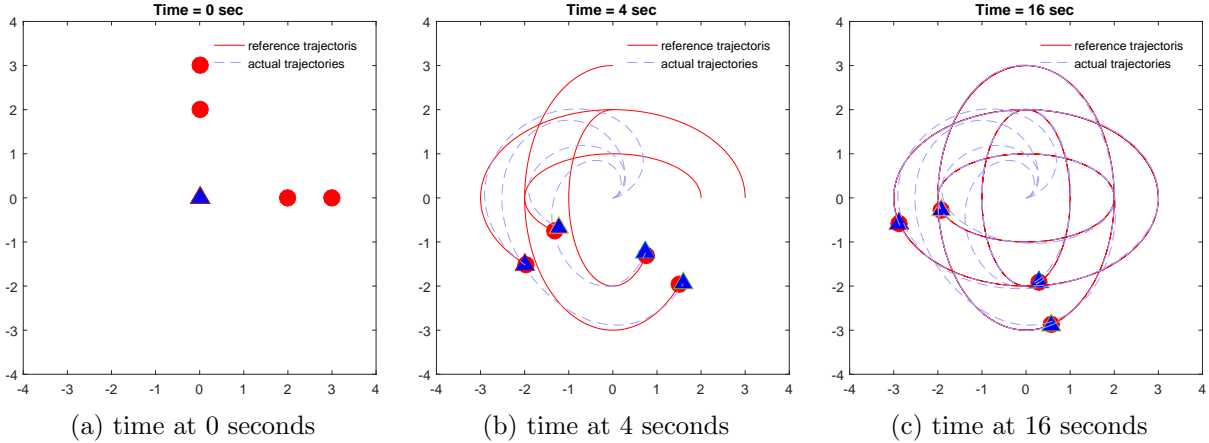 Time = 0 sec
reference trajectoris
actual trajectories
4
3
2
1
0
-1
-2
-3
-4
-4 -3 -2 -1 0 1 2 3 4
(a) time at 0 seconds
Time = 4 sec
reference trajectoris
actual trajectories
4
3
2
1
0
-1
-2
-3
-4
-4 -3 -2 -1 0 1 2 3 4
(b) time at 4 seconds
Time = 16 sec
reference trajectoris
actual trajectories
4
3
2
1
0
-1
-2
-3
-4
-4 -3 -2 -1 0 1 2 3 4
(c) time at 16 seconds